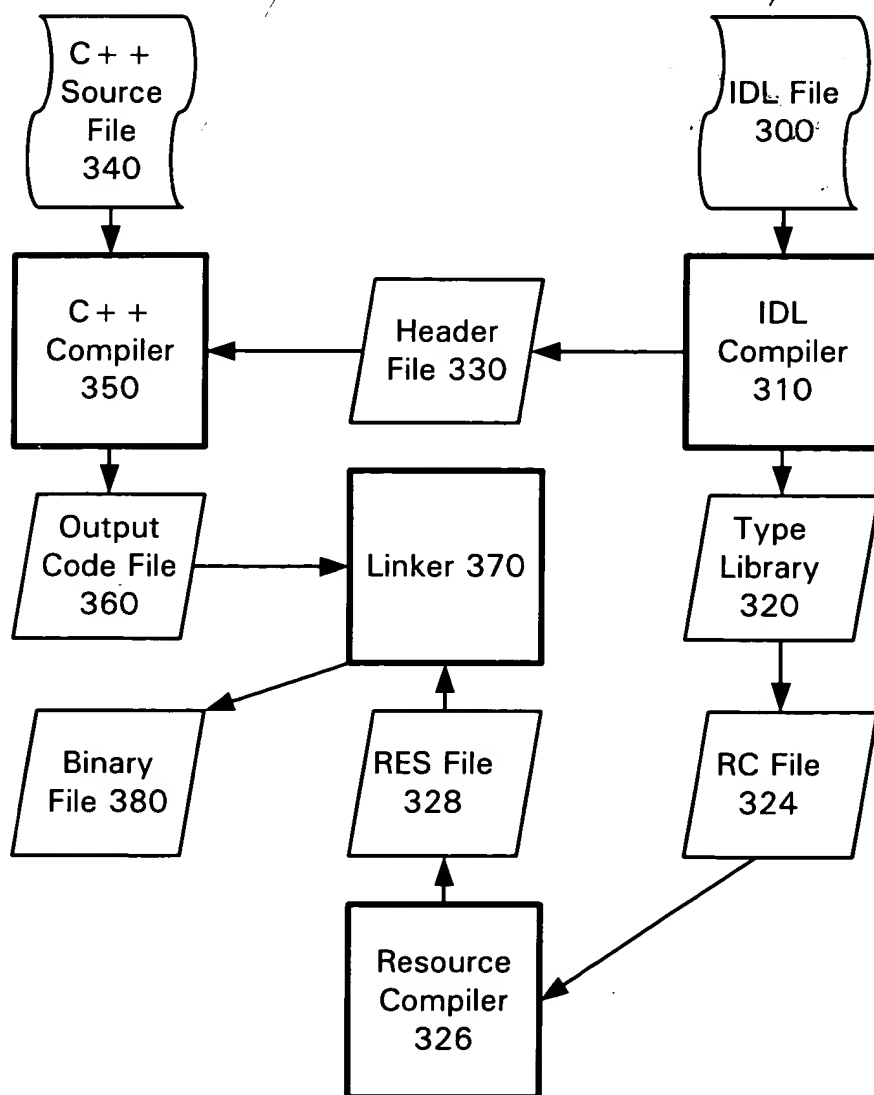 C++
Source
File
340
IDL File
300
C++
Compiler
350
Header
File 330
IDL
Compiler
310
Output
Code File
360
Linker 370
Type
Library
320
Binary
File 380
RES File
328
RC File
324
Resource
Compiler
326